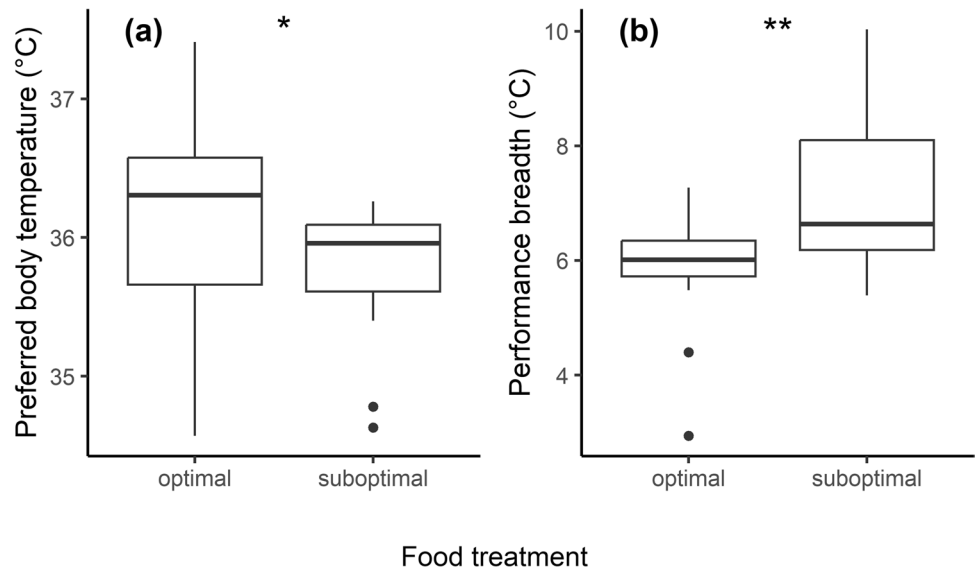 (a)
*
Preferred body temperature (°C)
37
36
35
optimal
suboptimal
(b)
**
Performance breadth (°C)
10
8
6
4
optimal
suboptimal
Food treatment